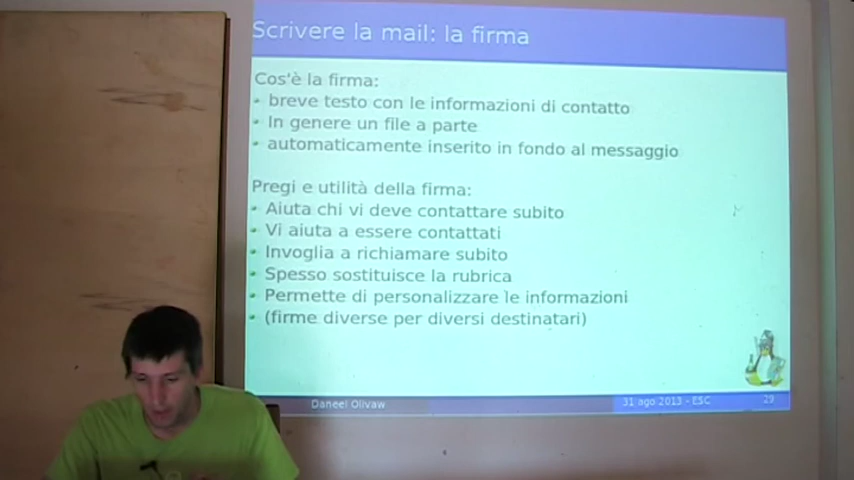 Scrivere la mail: la firma
Cos'è la firma:
breve testo con le informazioni di contatto
In genere un file a parte
automaticamente inserito in fondo al messaggio
Pregi e utilità della firma:
Aiuta chi vi deve contattare subito
Vi aiuta a essere contattati
Invoglia a richiamare subito
Spesso sostituisce la rubrica
Permette di personalizzare le informazioni
(firme diverse per diversi destinatari)
Daneel Olivaw
31 ago 2013 - ESC
29